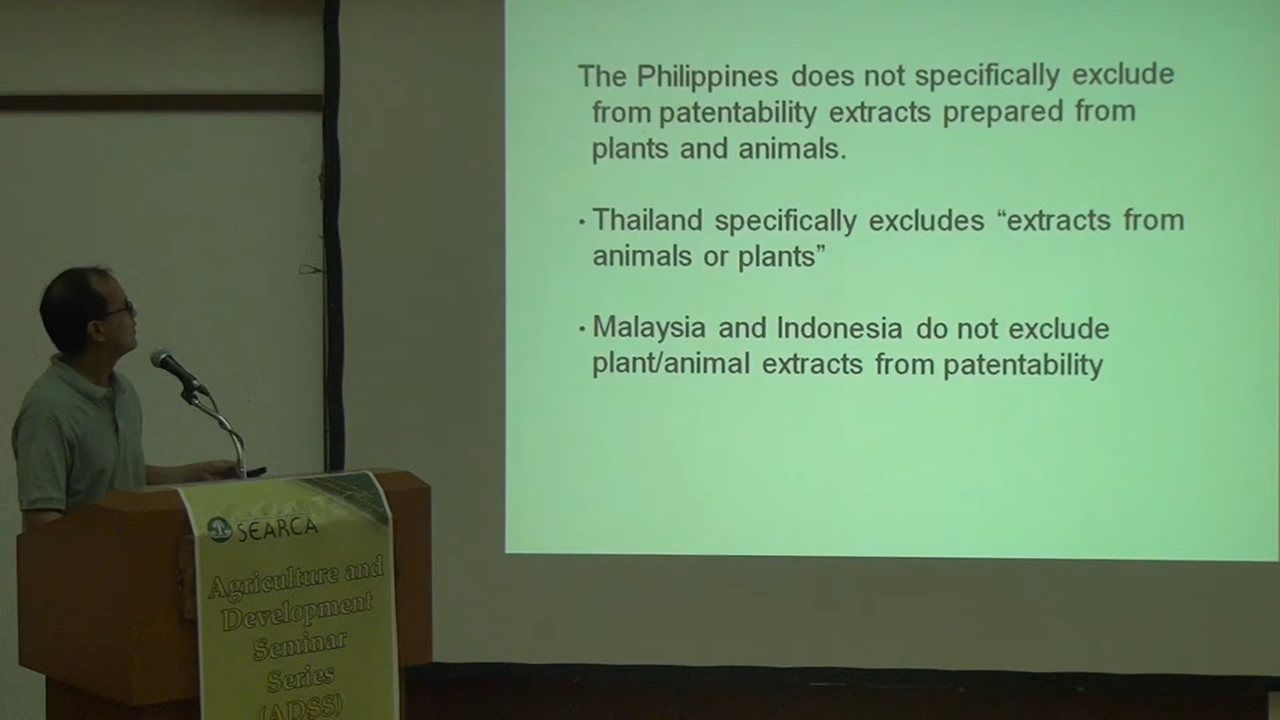 The Philippines does not specifically exclude
from patentability extracts prepared from
plants and animals.
· Thailand specifically excludes “extracts from
animals or plants”
· Malaysia and Indonesia do not exclude
plant/animal extracts from patentability
SEARCA
Agriculture and
Development
Seminar
Series
(ADSS)